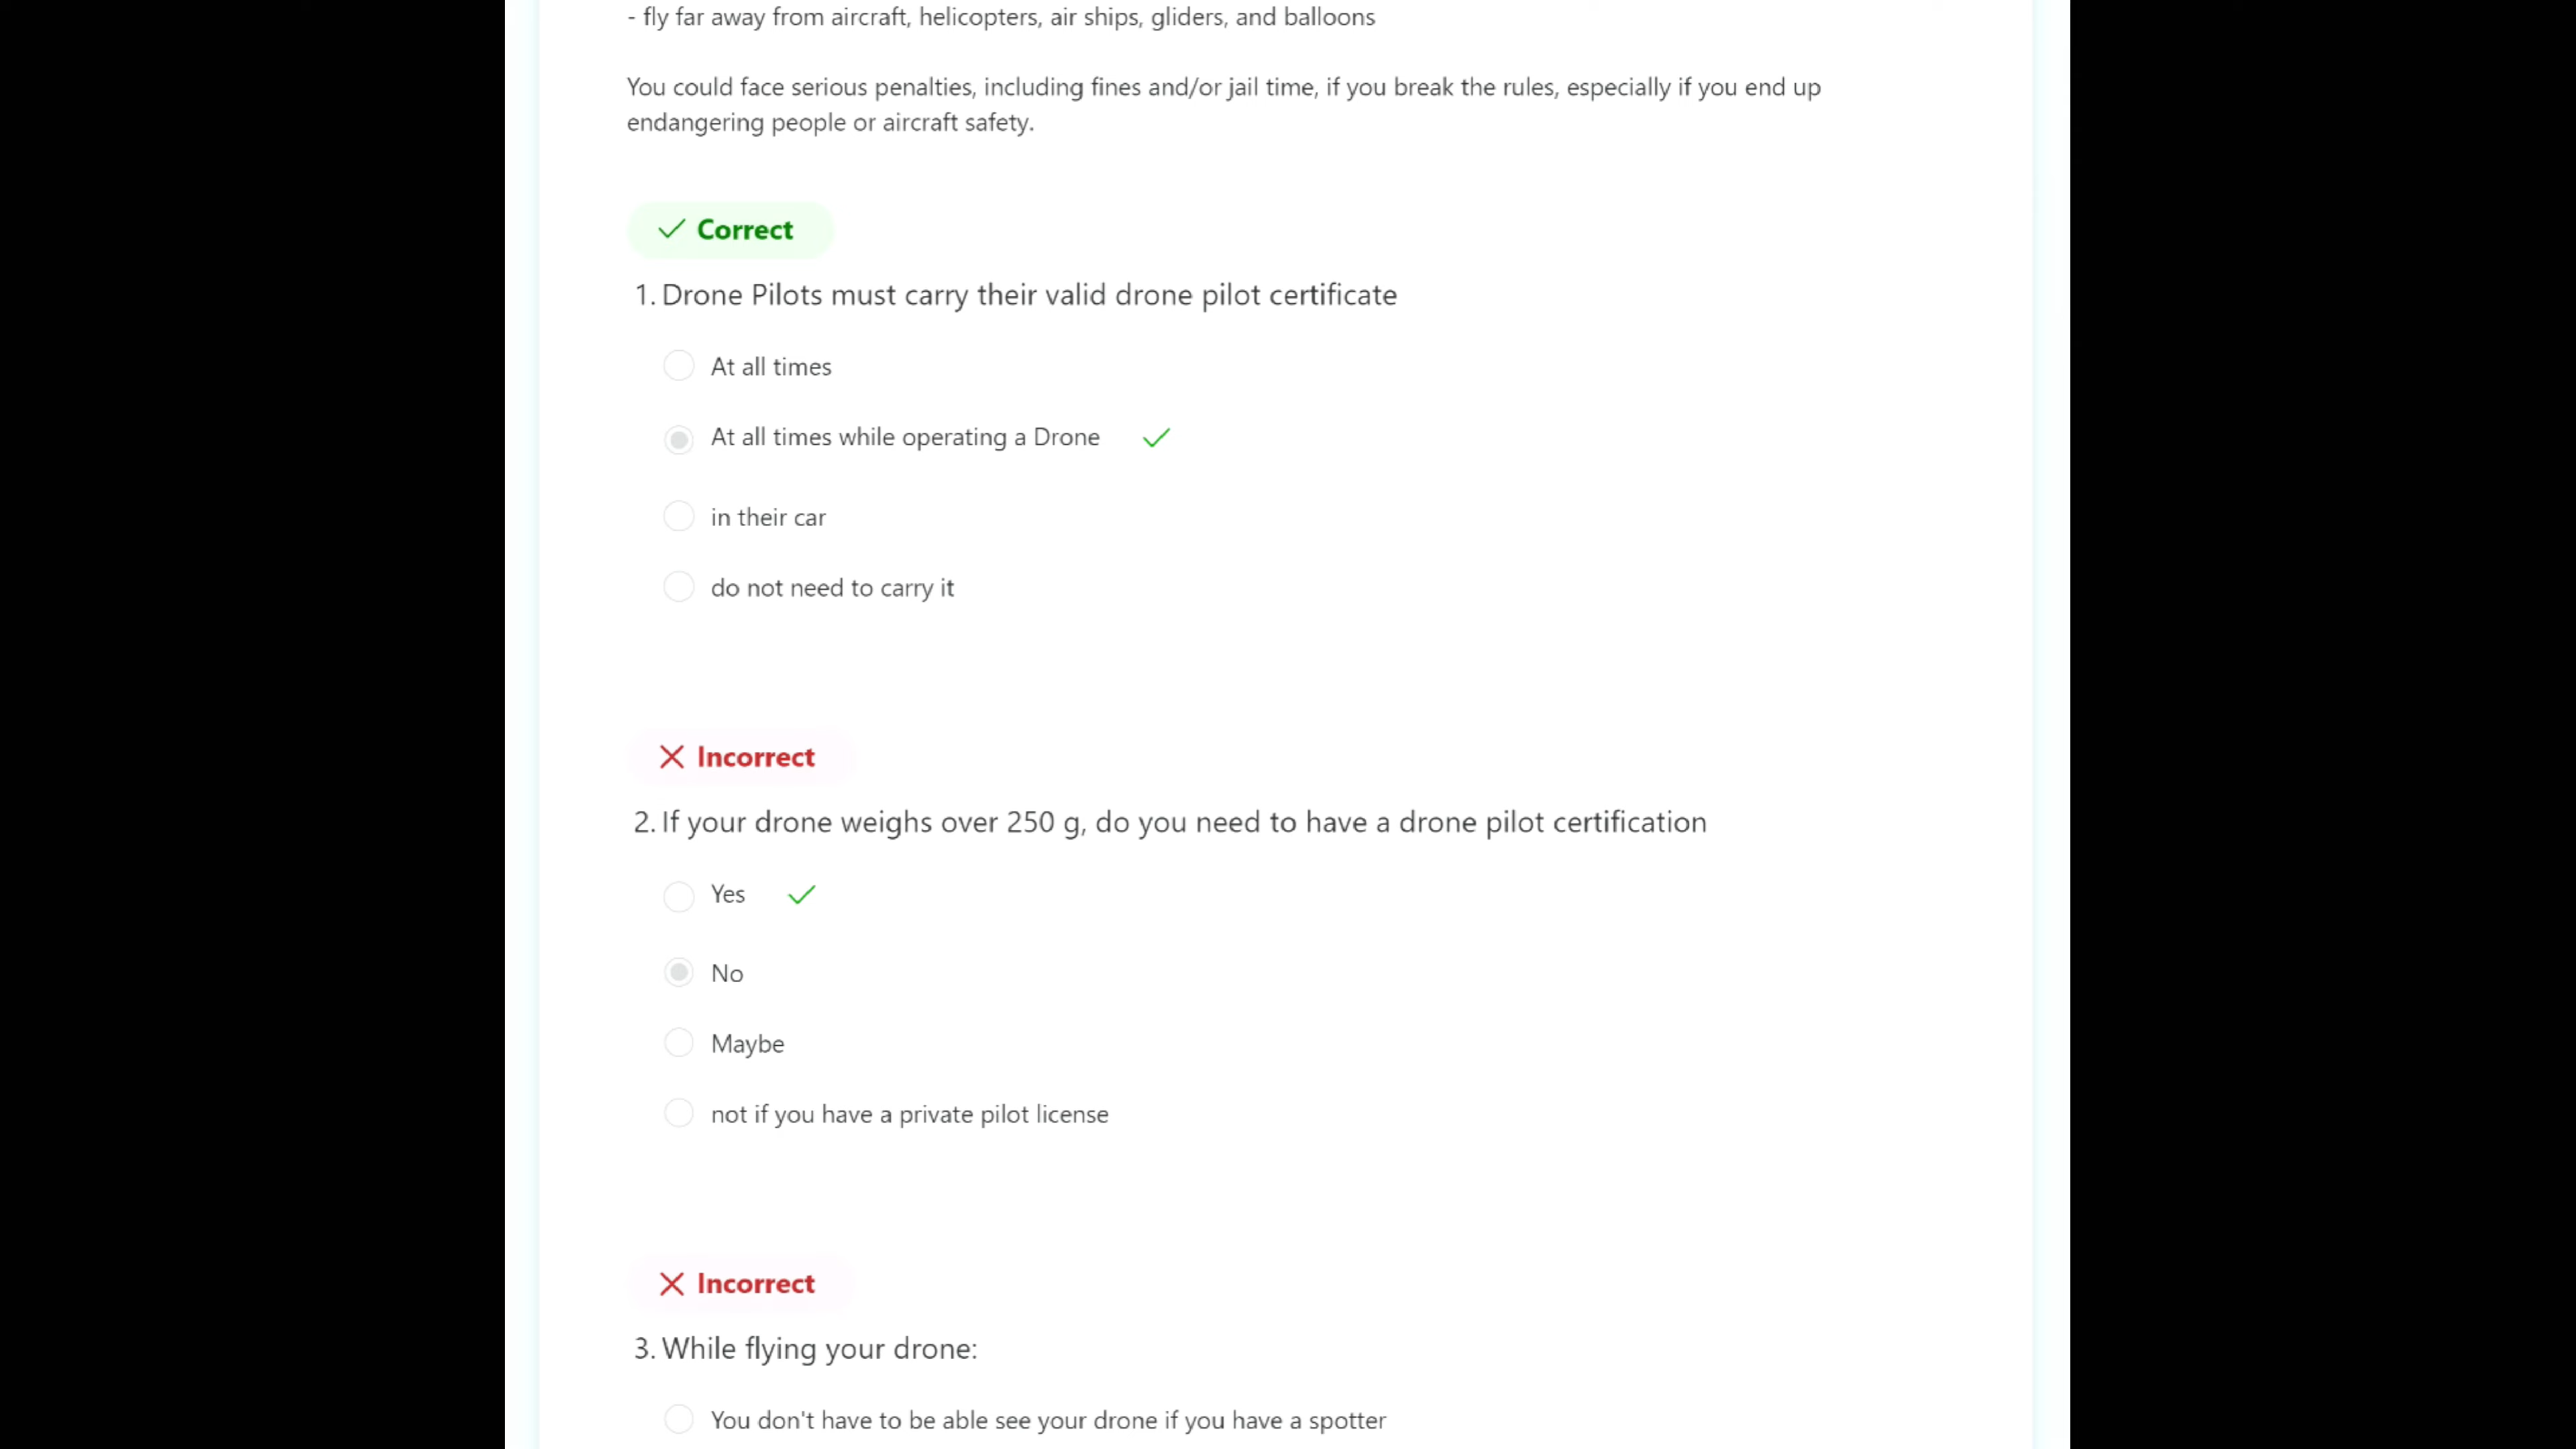 - fly far away from aircraft, helicopters, air ships, gliders, and balloons
You could face serious penalties, including fines and/or jail time, if you break the rules, especially if you end up
endangering people or aircraft safety.
Correct
1. Drone Pilots must carry their valid drone pilot certificate
At all times
At all times while operating a Drone
in their car
do not need to carry it
Incorrect
2. If your drone weighs over 250 g, do you need to have a drone pilot certification
Yes
No
Maybe
not if you have a private pilot license
Incorrect
3. While flying your drone:
You don't have to be able see your drone if you have a spotter